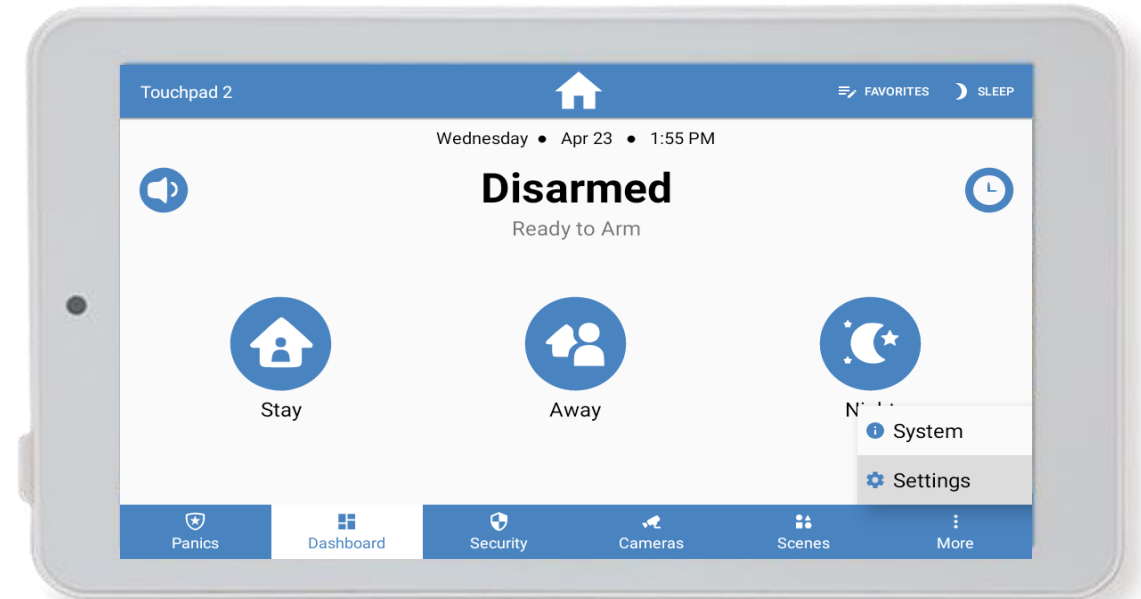 Touchpad 2
FAVORITES
SLEEP
Wednesday ● Apr 23 ● 1:55 PM
Disarmed
Ready to Arm
Stay
Away
System
Settings
Panics
Dashboard
Security
Cameras
Scenes
More